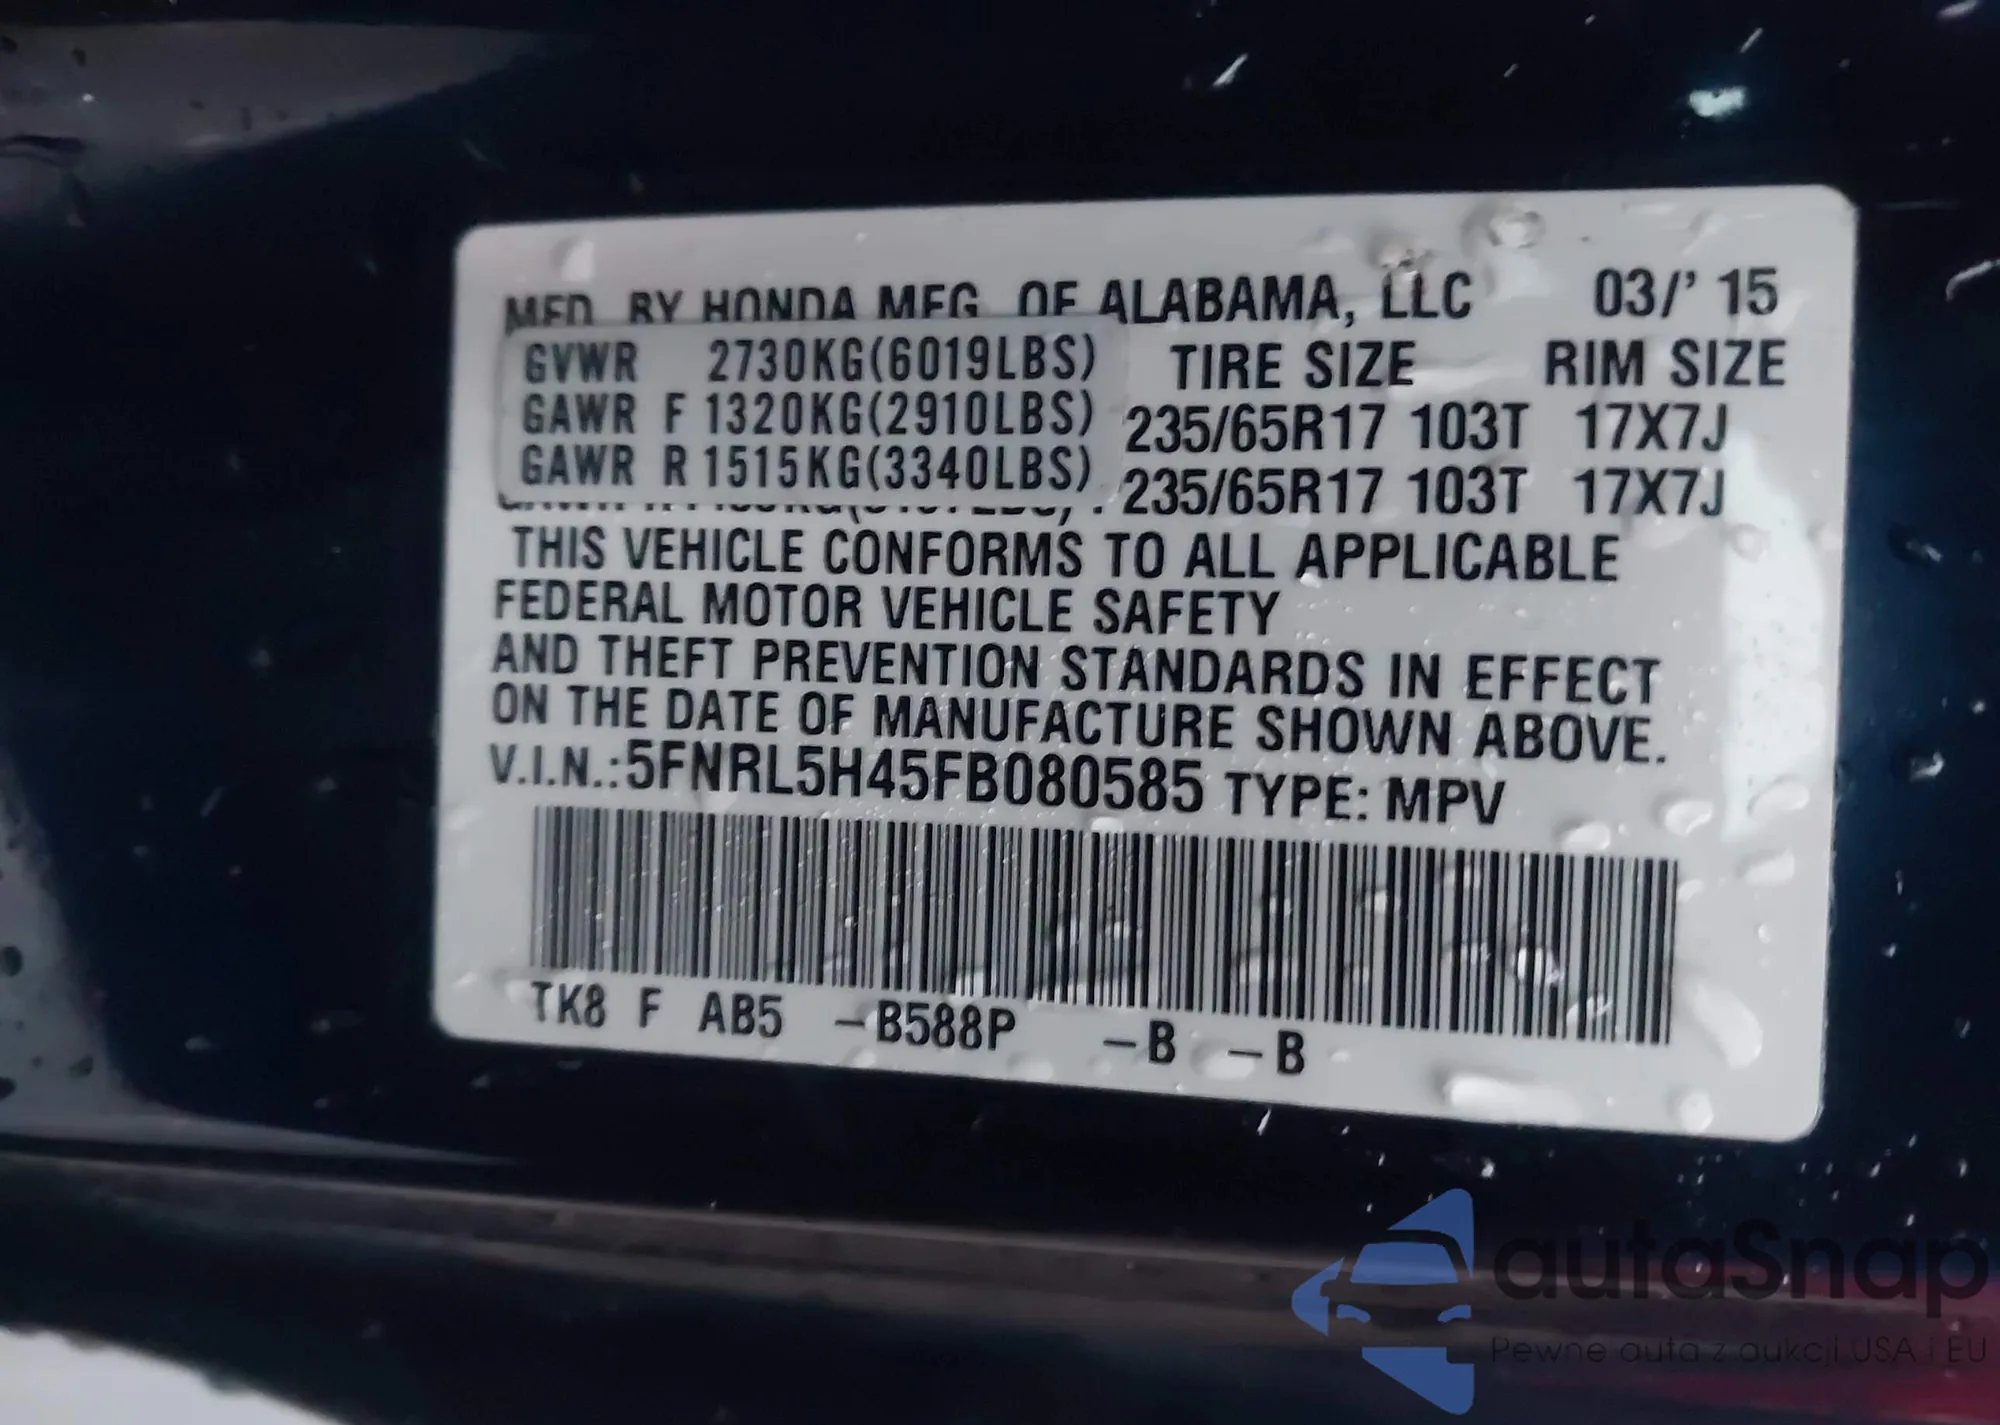 MFD. BY HONDA MFG. OF ALABAMA, LLC 03/' 15
GVWR 2730KG(6019LBS) TIRE SIZE RIM SIZE
GAWR F 1320KG(2910LBS) 235/65R17 103T 17X7J
GAWR R 1515KG(3340LBS) 235/65R17 103T 17X7J
THIS VEHICLE CONFORMS TO ALL APPLICABLE
FEDERAL MOTOR VEHICLE SAFETY
AND THEFT PREVENTION STANDARDS IN EFFECT
ON THE DATE OF MANUFACTURE SHOWN ABOVE.
V.I.N.:5FNRL5H45FB080585 TYPE: MPV
TK8 F AB5 -B588P -B -B
autaSnap
Pewne auta z aukcji USA i EU